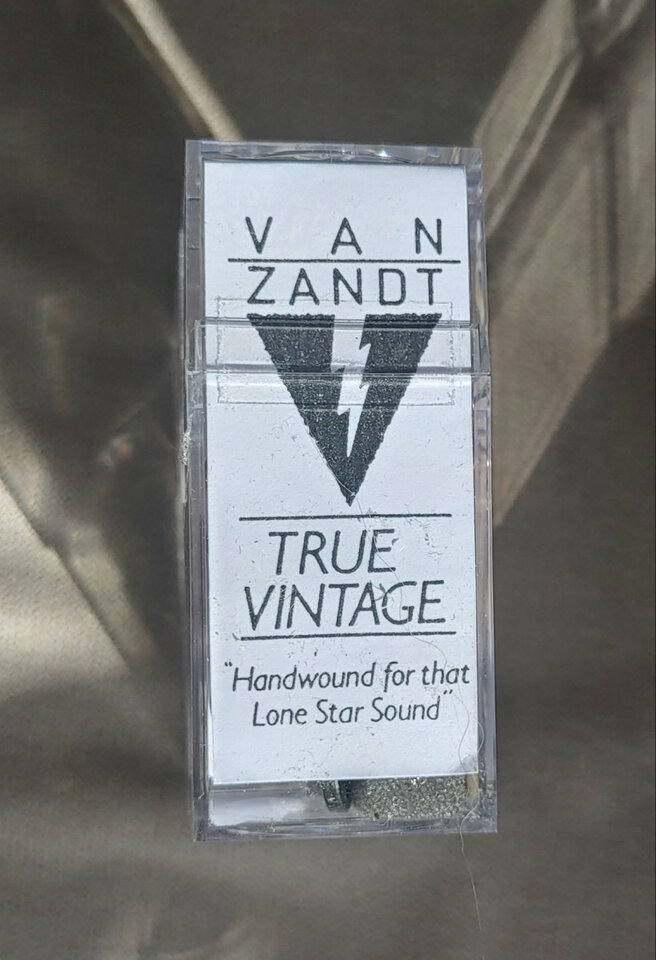 VAN
ZANDT
TRUE
VINTAGE
"Handwound for that
Lone Star Sound"